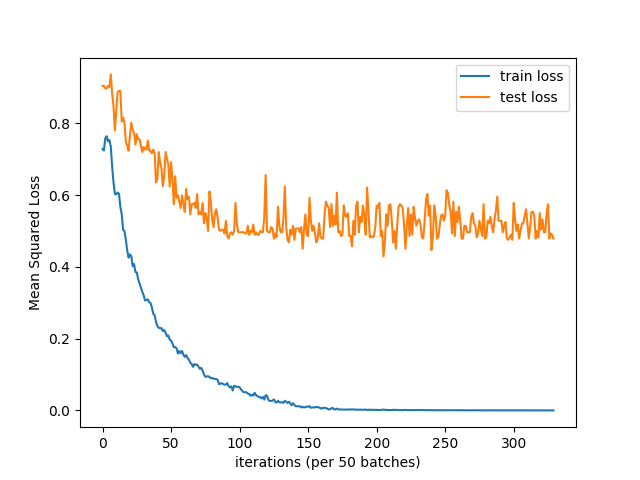 train loss
test loss
0.8
0.6
0.4
0.2
0.0
Mean Squared Loss
0 50 100 150 200 250 300
iterations (per 50 batches)